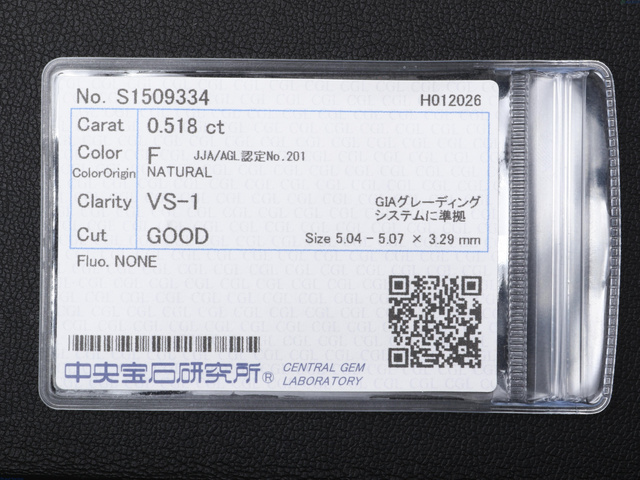 No. S1509334 H012026
Carat 0.518 ct
Color F JJA/AGL認定No.201
ColorOrigin NATURAL
Clarity VS-1 GIAグレーディング
システムに準拠
Cut GOOD Size 5.04 – 5.07 × 3.29 mm
Fluo. NONE
中央宝石研究所® CENTRAL GEM
LABORATORY